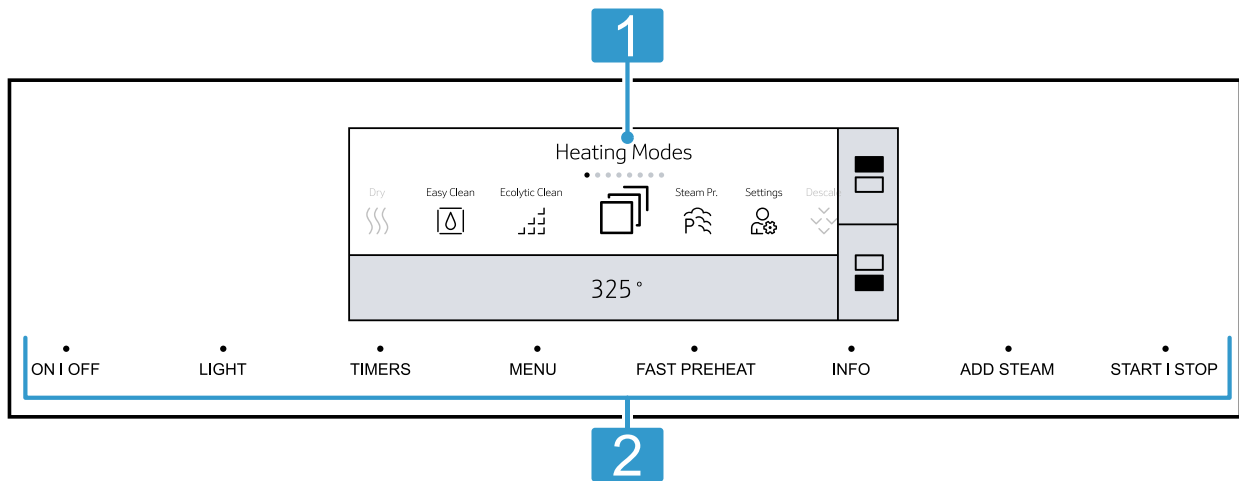 1
Heating Modes
Dry Easy Clean Ecolytic Clean Steam Pr. Settings Descale
P
325°
ON I OFF LIGHT TIMERS MENU FAST PREHEAT INFO ADD STEAM START I STOP
2